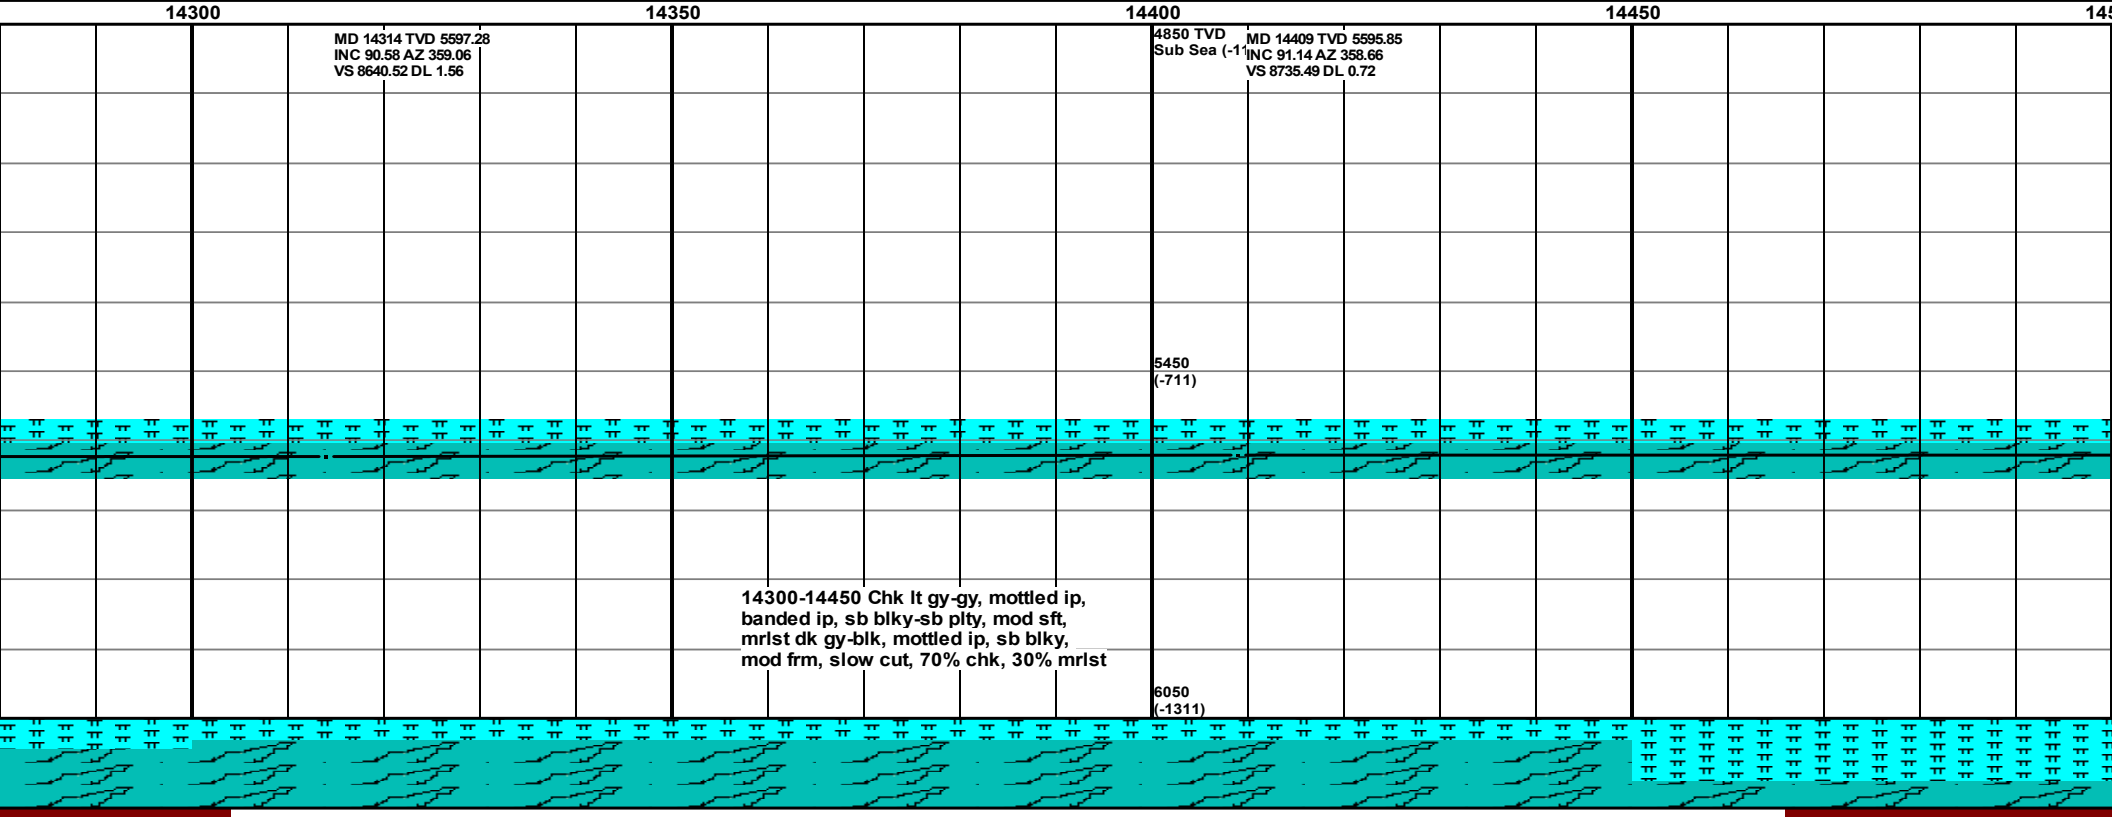 14300 14350 14400 14450
MD 14314 TVD 5597.28
INC 90.58 AZ 359.06
VS 8640.52 DL 1.56
4850 TVD
Sub Sea
MD 14409 TVD 5595.85
INC 91.14 AZ 358.66
VS 8735.49 DL 0.72
5450
(-711)
14300-14450 Chk lt gy-gy, mottled ip,
banded ip, sb blky-sb plty, mod sft,
mrlst dk gy-blk, mottled ip, sb blky,
mod frm, slow cut, 70% chk, 30% mrlst
6050
(-1311)